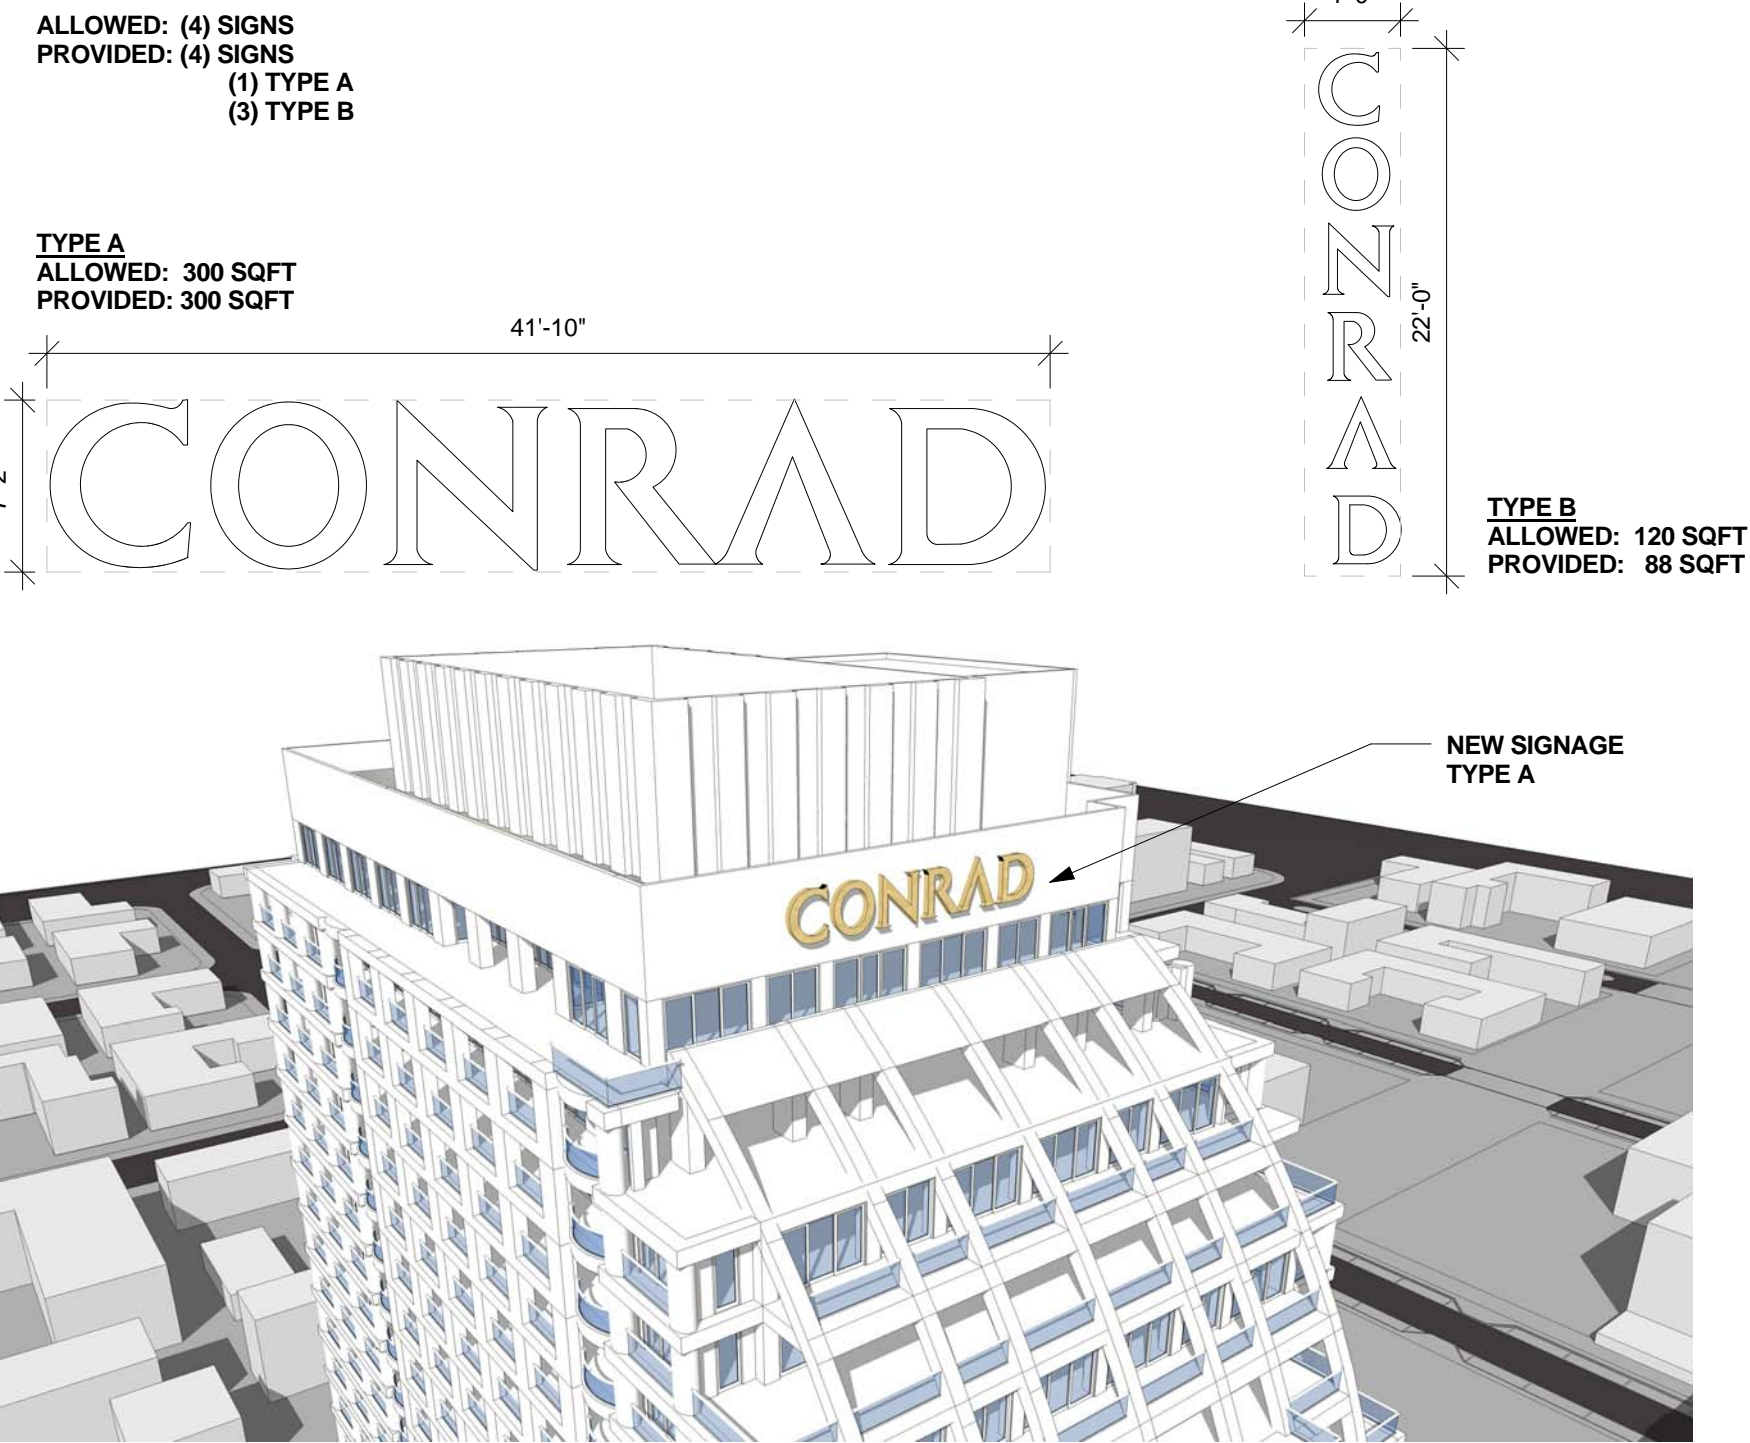 ALLOWED: (4) SIGNS
PROVIDED: (4) SIGNS
(1) TYPE A
(3) TYPE B
TYPE A
ALLOWED: 300 SQFT
PROVIDED: 300 SQFT
41'-10"
CONRAD
CONRAD
22'-0"
TYPE B
ALLOWED: 120 SQFT
PROVIDED: 88 SQFT
NEW SIGNAGE
TYPE A
CONRAD